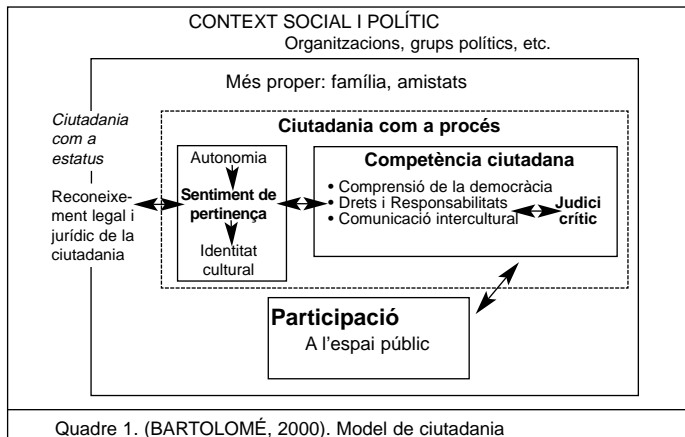 CONTEXT SOCIAL I POLÍTIC
Organitzacions, grups polítics, etc.
Més proper: família, amistats
Ciutadania
com a
estatus
Reconeixe-
ment legal i
jurídic de la
ciutadania
Ciutadania com a procés
Autonomia
Sentiment de
pertinença
Identitat
cultural
Competència ciutadana
• Comprensió de la democràcia
• Drets i Responsabilitats
• Comunicació intercultural
Judici
crític
Participació
A l'espai públic
Quadre 1. (BARTOLOMÉ, 2000). Model de ciutadania